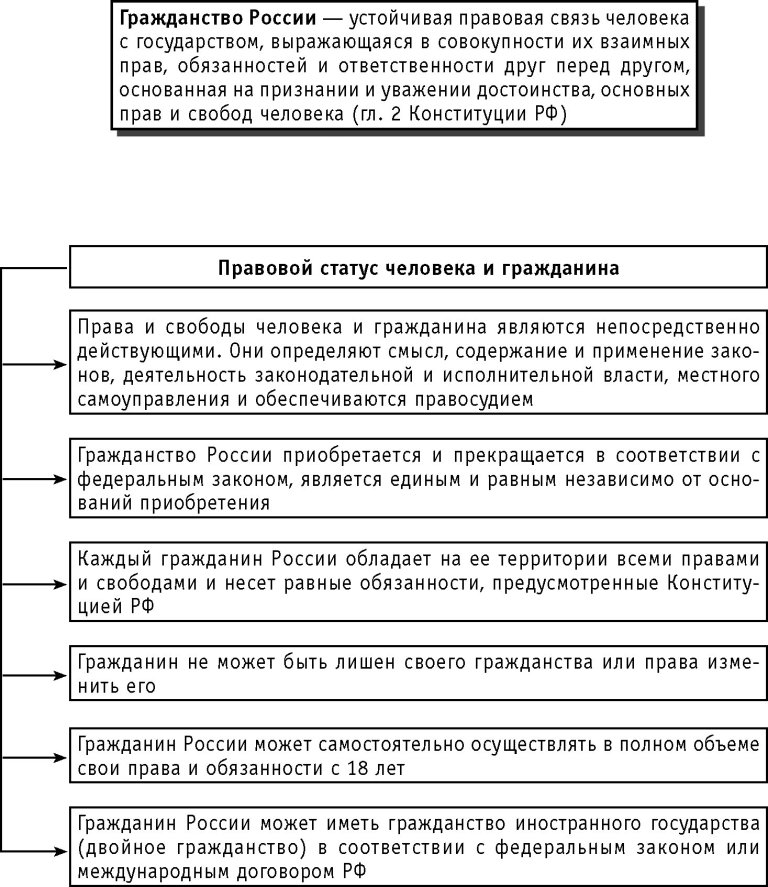 Гражданство России — устойчивая правовая связь человека
с государством, выражающаяся в совокупности их взаимных
прав, обязанностей и ответственности друг перед другом,
основанная на признании и уважении достоинства, основных
прав и свобод человека (гл. 2 Конституции РФ)
Правовой статус человека и гражданина
Права и свободы человека и гражданина являются непосредственно
действующими. Они определяют смысл, содержание и применение зако-
нов, деятельность законодательной и исполнительной власти, местного
самоуправления и обеспечиваются правосудием
Гражданство России приобретается и прекращается в соответствии с
федеральным законом, является единым и равным независимо от осно-
ваний приобретения
Каждый гражданин России обладает на ее территории всеми правами
и свободами и несет равные обязанности, предусмотренные Конститу-
цией РФ
Гражданин не может быть лишен своего гражданства или права изме-
нить его
Гражданин России может самостоятельно осуществлять в полном объеме
свои права и обязанности с 18 лет
Гражданин России может иметь гражданство иностранного государства
(двойное гражданство) в соответствии с федеральным законом или
международным договором РФ